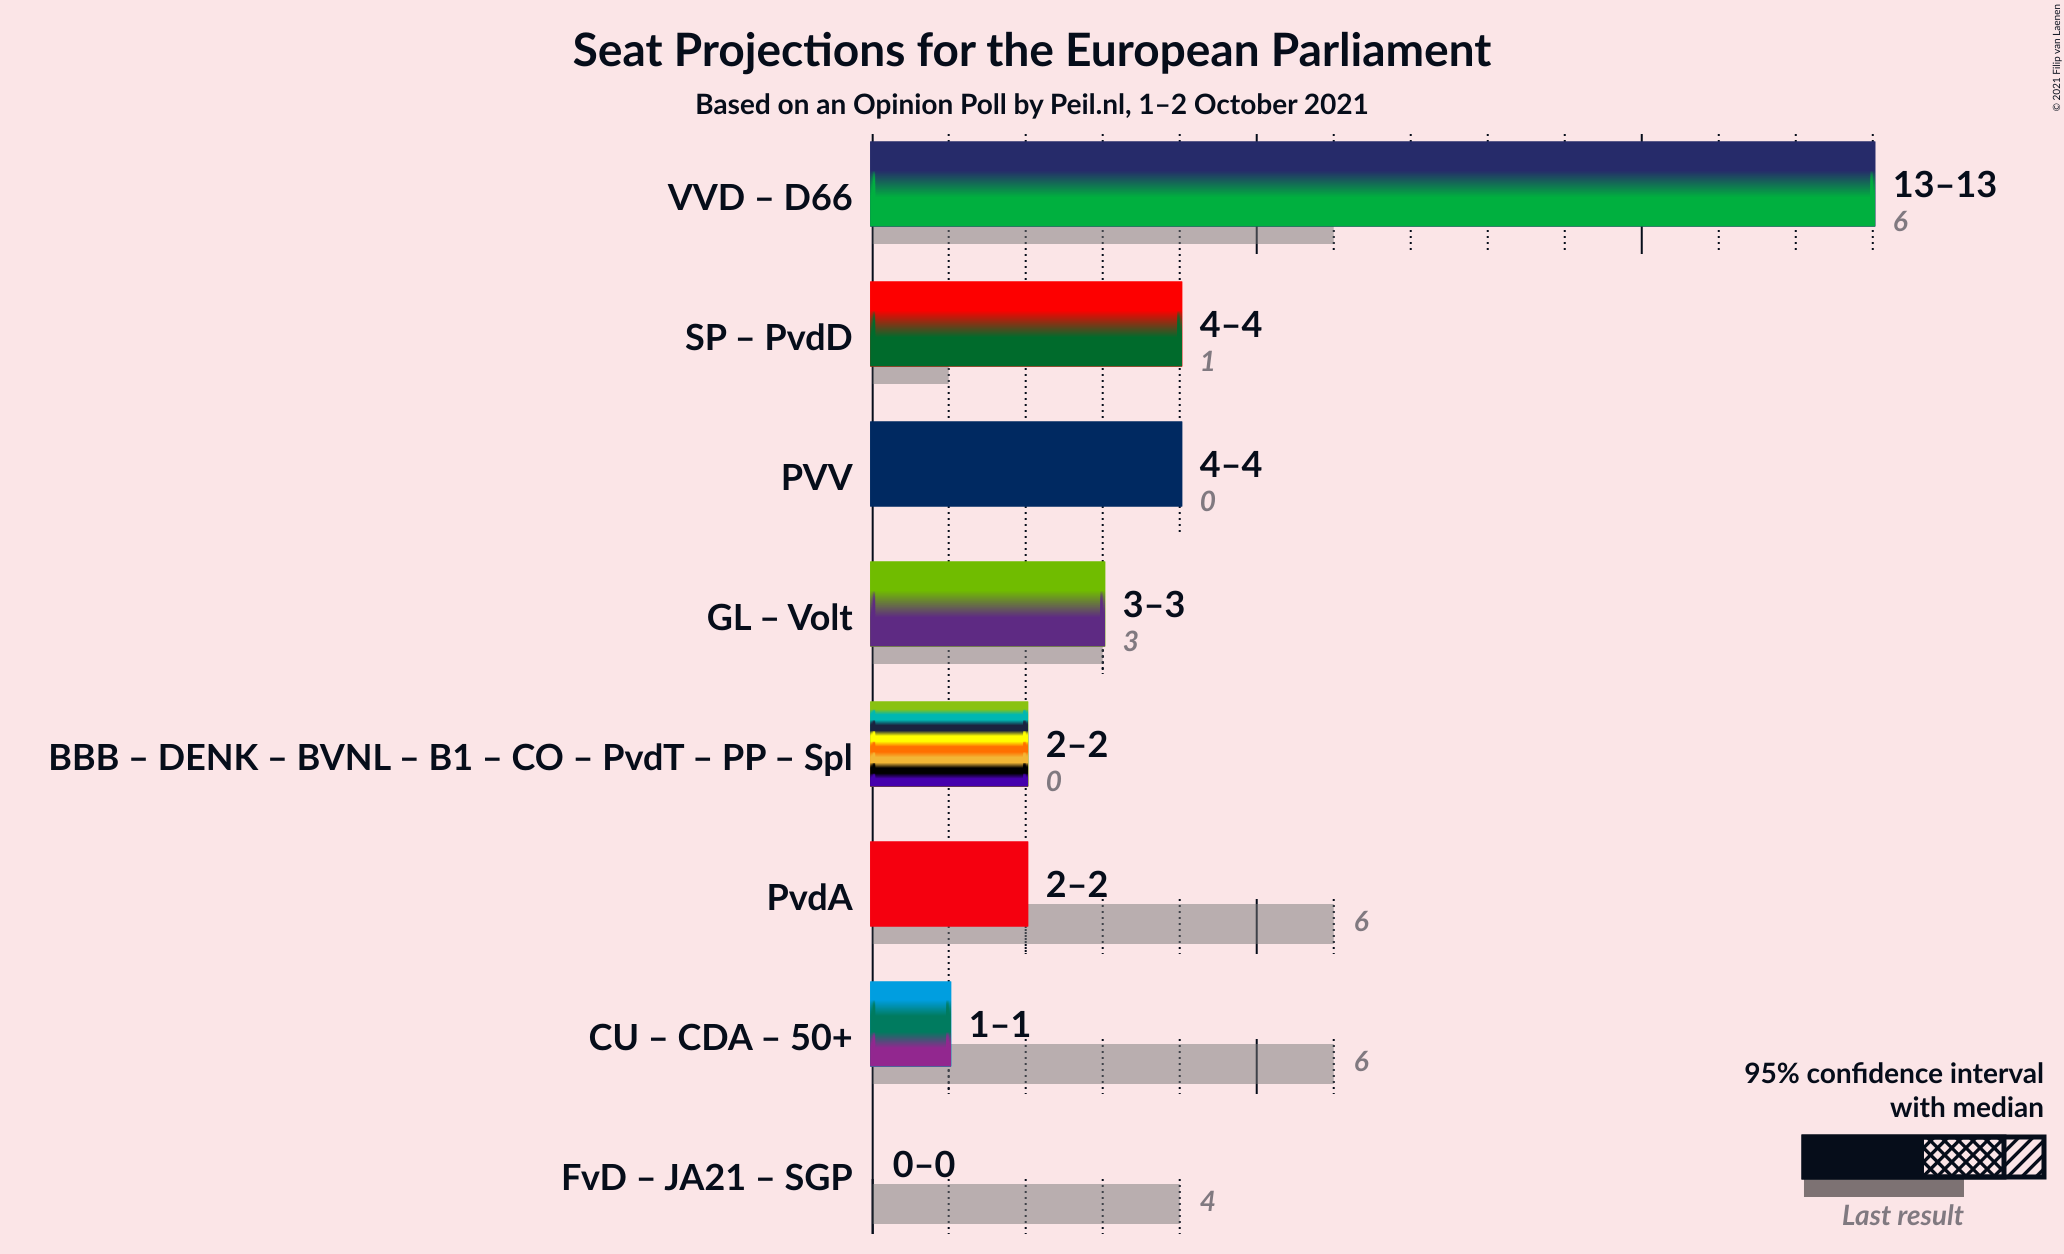 Seat Projections for the European Parliament
Based on an Opinion Poll by Peil.nl, 1–2 October 2021
© 2021 Filip van Laenen
VVD – D66
13–13
6
SP – PvdD
4–4
1
PVV
4–4
0
GL – Volt
3–3
3
BBB – DENK – BVNL – B1 – CO – PvdT – PP – Spl
2–2
0
PvdA
2–2
6
CU – CDA – 50+
1–1
6
FvD – JA21 – SGP
0–0
4
95% confidence interval
with median
Last result